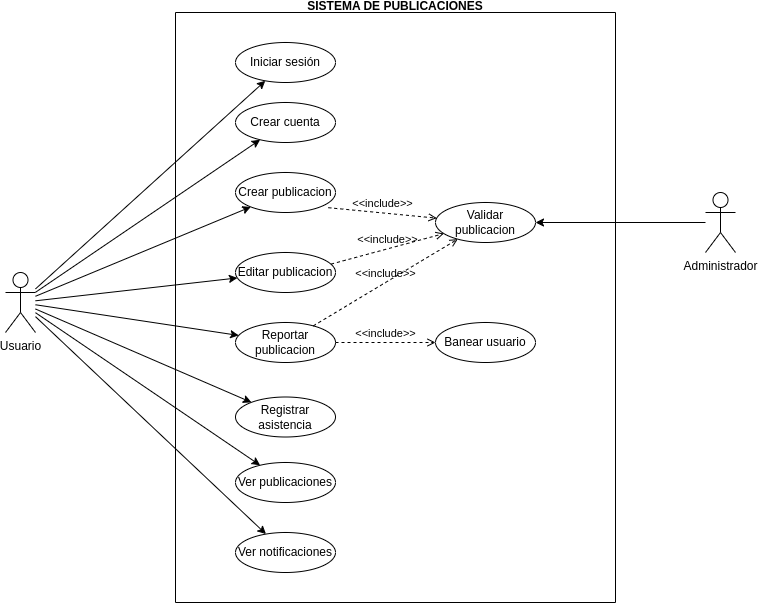 SISTEMA DE PUBLICACIONES
Iniciar sesión
Crear cuenta
Crear publicacion
<<include>>
Validar
publicacion
<<include>>
Editar publicacion
<<include>>
Reportar
publicacion
<<include>>
Banear usuario
Registrar
asistencia
Ver publicaciones
Ver notificaciones
Usuario
Administrador